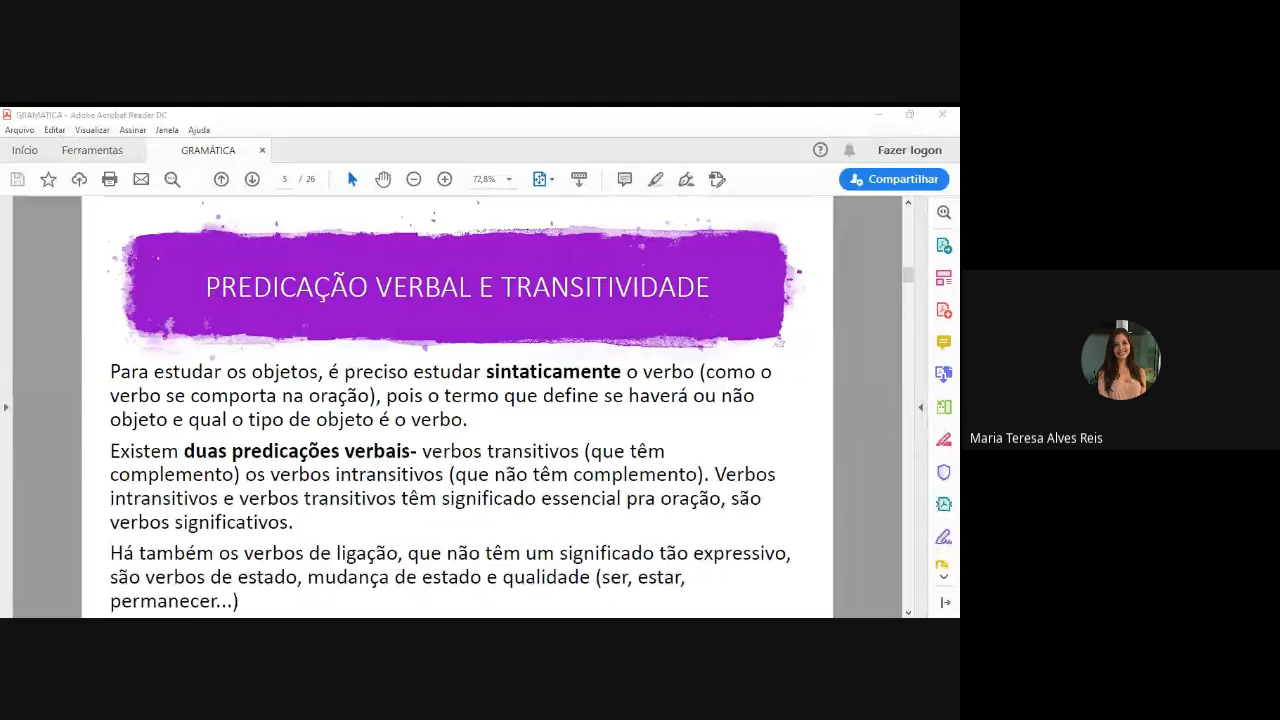 GRAMÁTICA - Adobe Acrobat Reader DC
Arquivo Editar Visualizar Assinar Janela Ajuda
Início Ferramentas GRAMÁTICA × Fazer logon
5 / 26 72,8% Compartilhar
PREDICAÇÃO VERBAL E TRANSITIVIDADE
Para estudar os objetos, é preciso estudar sintaticamente o verbo (como o
verbo se comporta na oração), pois o termo que define se haverá ou não
objeto e qual o tipo de objeto é o verbo.
Existem duas predicações verbais- verbos transitivos (que têm
complemento) os verbos intransitivos (que não têm complemento). Verbos
intransitivos e verbos transitivos têm significado essencial pra oração, são
verbos significativos.
Há também os verbos de ligação, que não têm um significado tão expressivo,
são verbos de estado, mudança de estado e qualidade (ser, estar,
permanecer...)
Maria Teresa Alves Reis